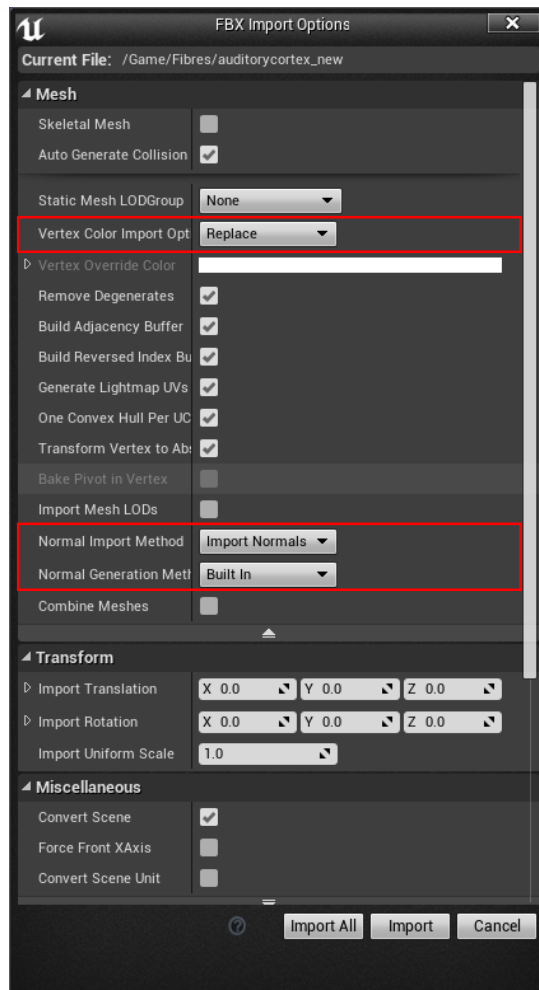 FBX Import Options
Current File: /Game/Fibres/auditorycortex_new
Mesh
Skeletal Mesh
Auto Generate Collision
Static Mesh LODGroup None
Vertex Color Import Opt Replace
Vertex Override Color
Remove Degenerates
Build Adjacency Buffer
Build Reversed Index Bu
Generate Lightmap UVs
One Convex Hull Per UC
Transform Vertex to Abs
Bake Pivot in Vertex
Import Mesh LODs
Normal Import Method Import Normals
Normal Generation Meth Built In
Combine Meshes
Transform
Import Translation X 0.0 Y 0.0 Z 0.0
Import Rotation X 0.0 Y 0.0 Z 0.0
Import Uniform Scale 1.0
Miscellaneous
Convert Scene
Force Front XAxis
Convert Scene Unit
? Import All Import Cancel